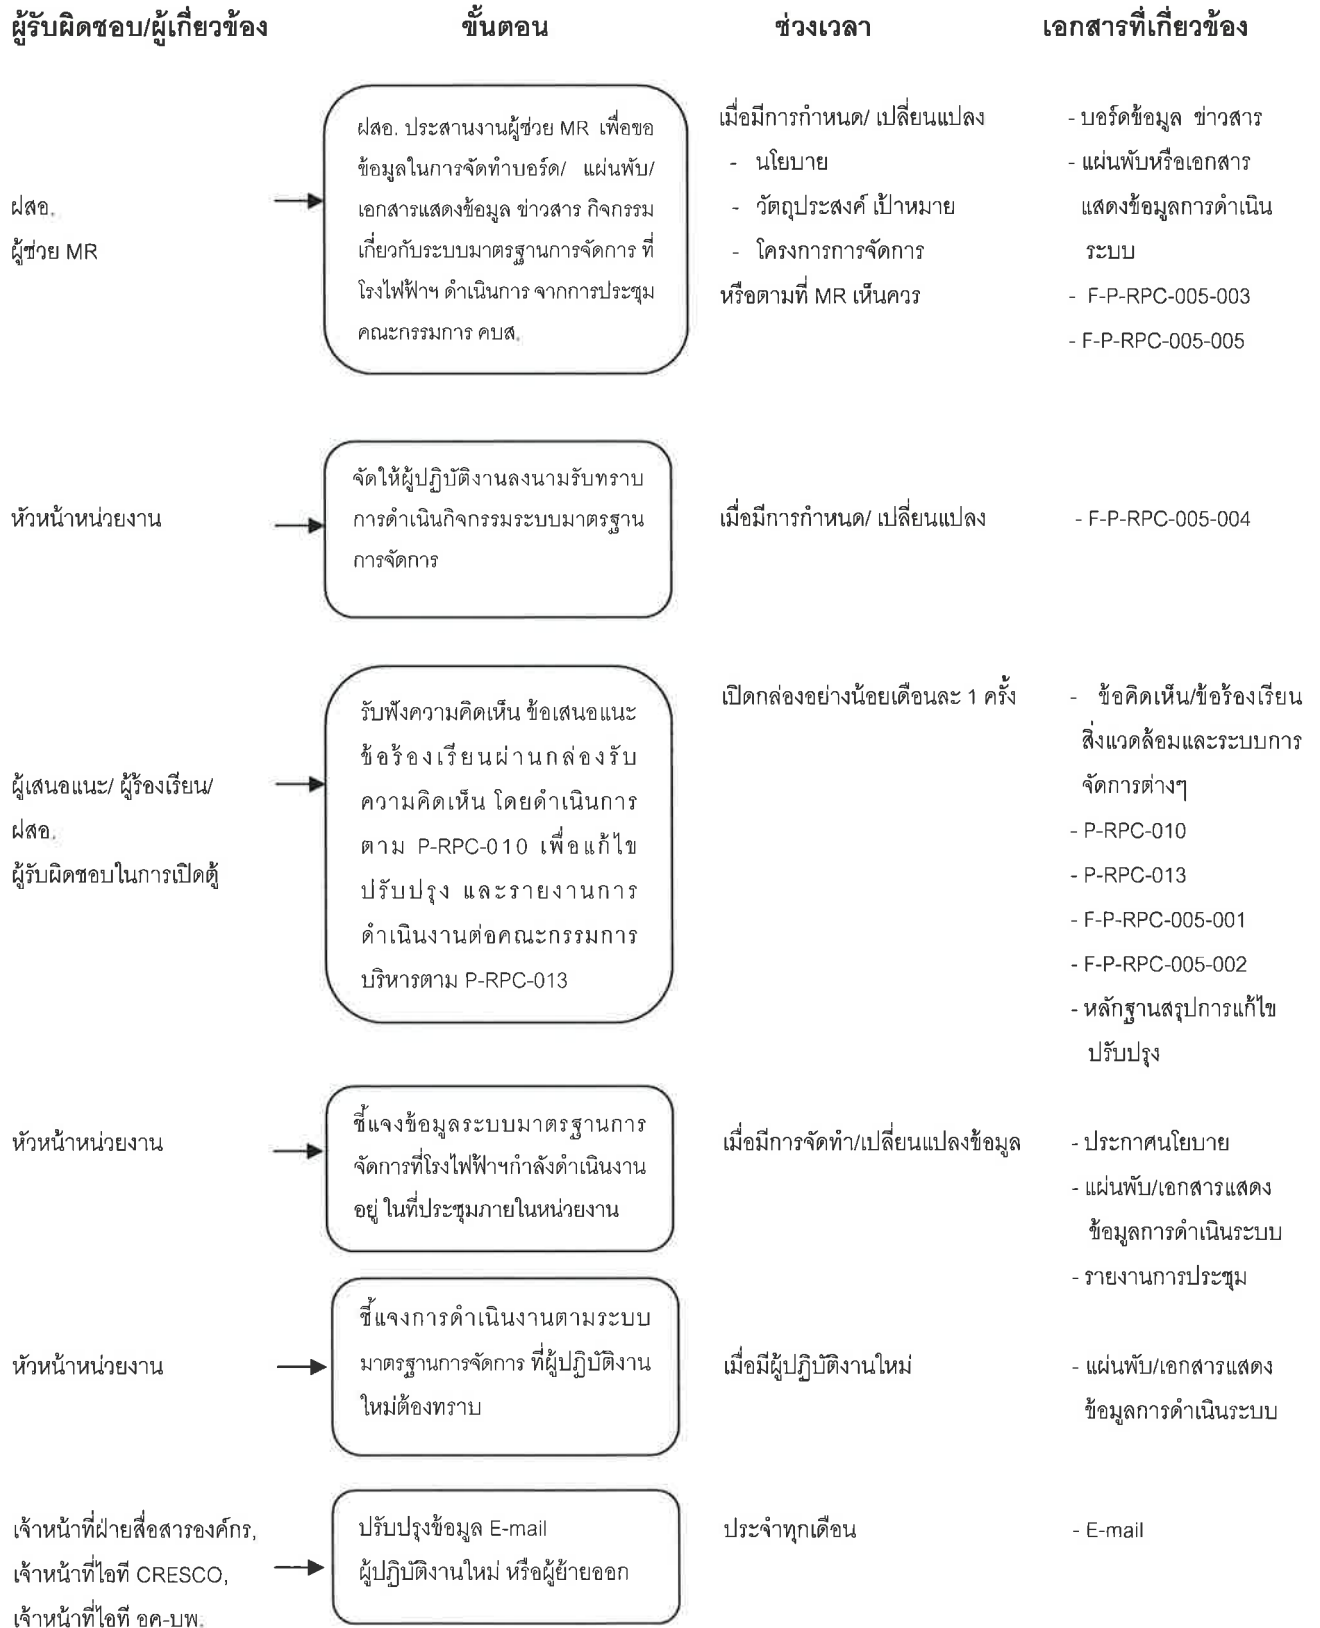 ผู้รับผิดชอบ/ผู้เกี่ยวข้อง
ขั้นตอน
ช่วงเวลา
เอกสารที่เกี่ยวข้อง
ฝสอ.
ผู้ช่วย MR
ฝสอ. ประสานงานผู้ช่วย MR เพื่อขอ
ข้อมูลในการจัดทำบอร์ด/ แผ่นพับ/
เอกสารแสดงข้อมูล ข่าวสาร กิจกรรม
เกี่ยวกับระบบมาตรฐานการจัดการ ที่
โรงไฟฟ้าฯ ดำเนินการ จากการประชุม
คณะกรรมการ คบส.
เมื่อมีการกำหนด/ เปลี่ยนแปลง
- นโยบาย
- วัตถุประสงค์ เป้าหมาย
- โครงการการจัดการ
หรือตามที่ MR เห็นควร
- บอร์ดข้อมูล ข่าวสาร
- แผ่นพับหรือเอกสาร
แสดงข้อมูลการดำเนิน
ระบบ
- F-P-RPC-005-003
- F-P-RPC-005-005
หัวหน้าหน่วยงาน
จัดให้ผู้ปฏิบัติงานลงนามรับทราบ
การดำเนินกิจกรรมระบบมาตรฐาน
การจัดการ
เมื่อมีการกำหนด/ เปลี่ยนแปลง
- F-P-RPC-005-004
ผู้เสนอแนะ/ ผู้ร้องเรียน/
ฝสอ.
ผู้รับผิดชอบในการเปิดตู้
รับฟังความคิดเห็น ข้อเสนอแนะ
ข้อร้องเรียนผ่านกล่องรับ
ความคิดเห็น โดยดำเนินการ
ตาม P-RPC-010 เพื่อแก้ไข
ปรับปรุง และรายงานการ
ดำเนินงานต่อคณะกรรมการ
บริหารตาม P-RPC-013
เปิดกล่องอย่างน้อยเดือนละ 1 ครั้ง
- ข้อคิดเห็น/ข้อร้องเรียน
สิ่งแวดล้อมและระบบการ
จัดการต่างๆ
- P-RPC-010
- P-RPC-013
- F-P-RPC-005-001
- F-P-RPC-005-002
- หลักฐานสรุปการแก้ไข
ปรับปรุง
หัวหน้าหน่วยงาน
ชี้แจงข้อมูลระบบมาตรฐานการ
จัดการที่โรงไฟฟ้าฯกำลังดำเนินงาน
อยู่ ในที่ประชุมภายในหน่วยงาน
เมื่อมีการจัดทำ/เปลี่ยนแปลงข้อมูล
- ประกาศนโยบาย
- แผ่นพับ/เอกสารแสดง
ข้อมูลการดำเนินระบบ
- รายงานการประชุม
หัวหน้าหน่วยงาน
ชี้แจงการดำเนินงานตามระบบ
มาตรฐานการจัดการ ที่ผู้ปฏิบัติงาน
ใหม่ต้องทราบ
เมื่อมีผู้ปฏิบัติงานใหม่
- แผ่นพับ/เอกสารแสดง
ข้อมูลการดำเนินระบบ
เจ้าหน้าที่ฝ่ายสื่อสารองค์กร,
เจ้าหน้าที่ไอที CRESCO,
เจ้าหน้าที่ไอที อค-บพ.
ปรับปรุงข้อมูล E-mail
ผู้ปฏิบัติงานใหม่ หรือผู้ย้ายออก
ประจำทุกเดือน
- E-mail